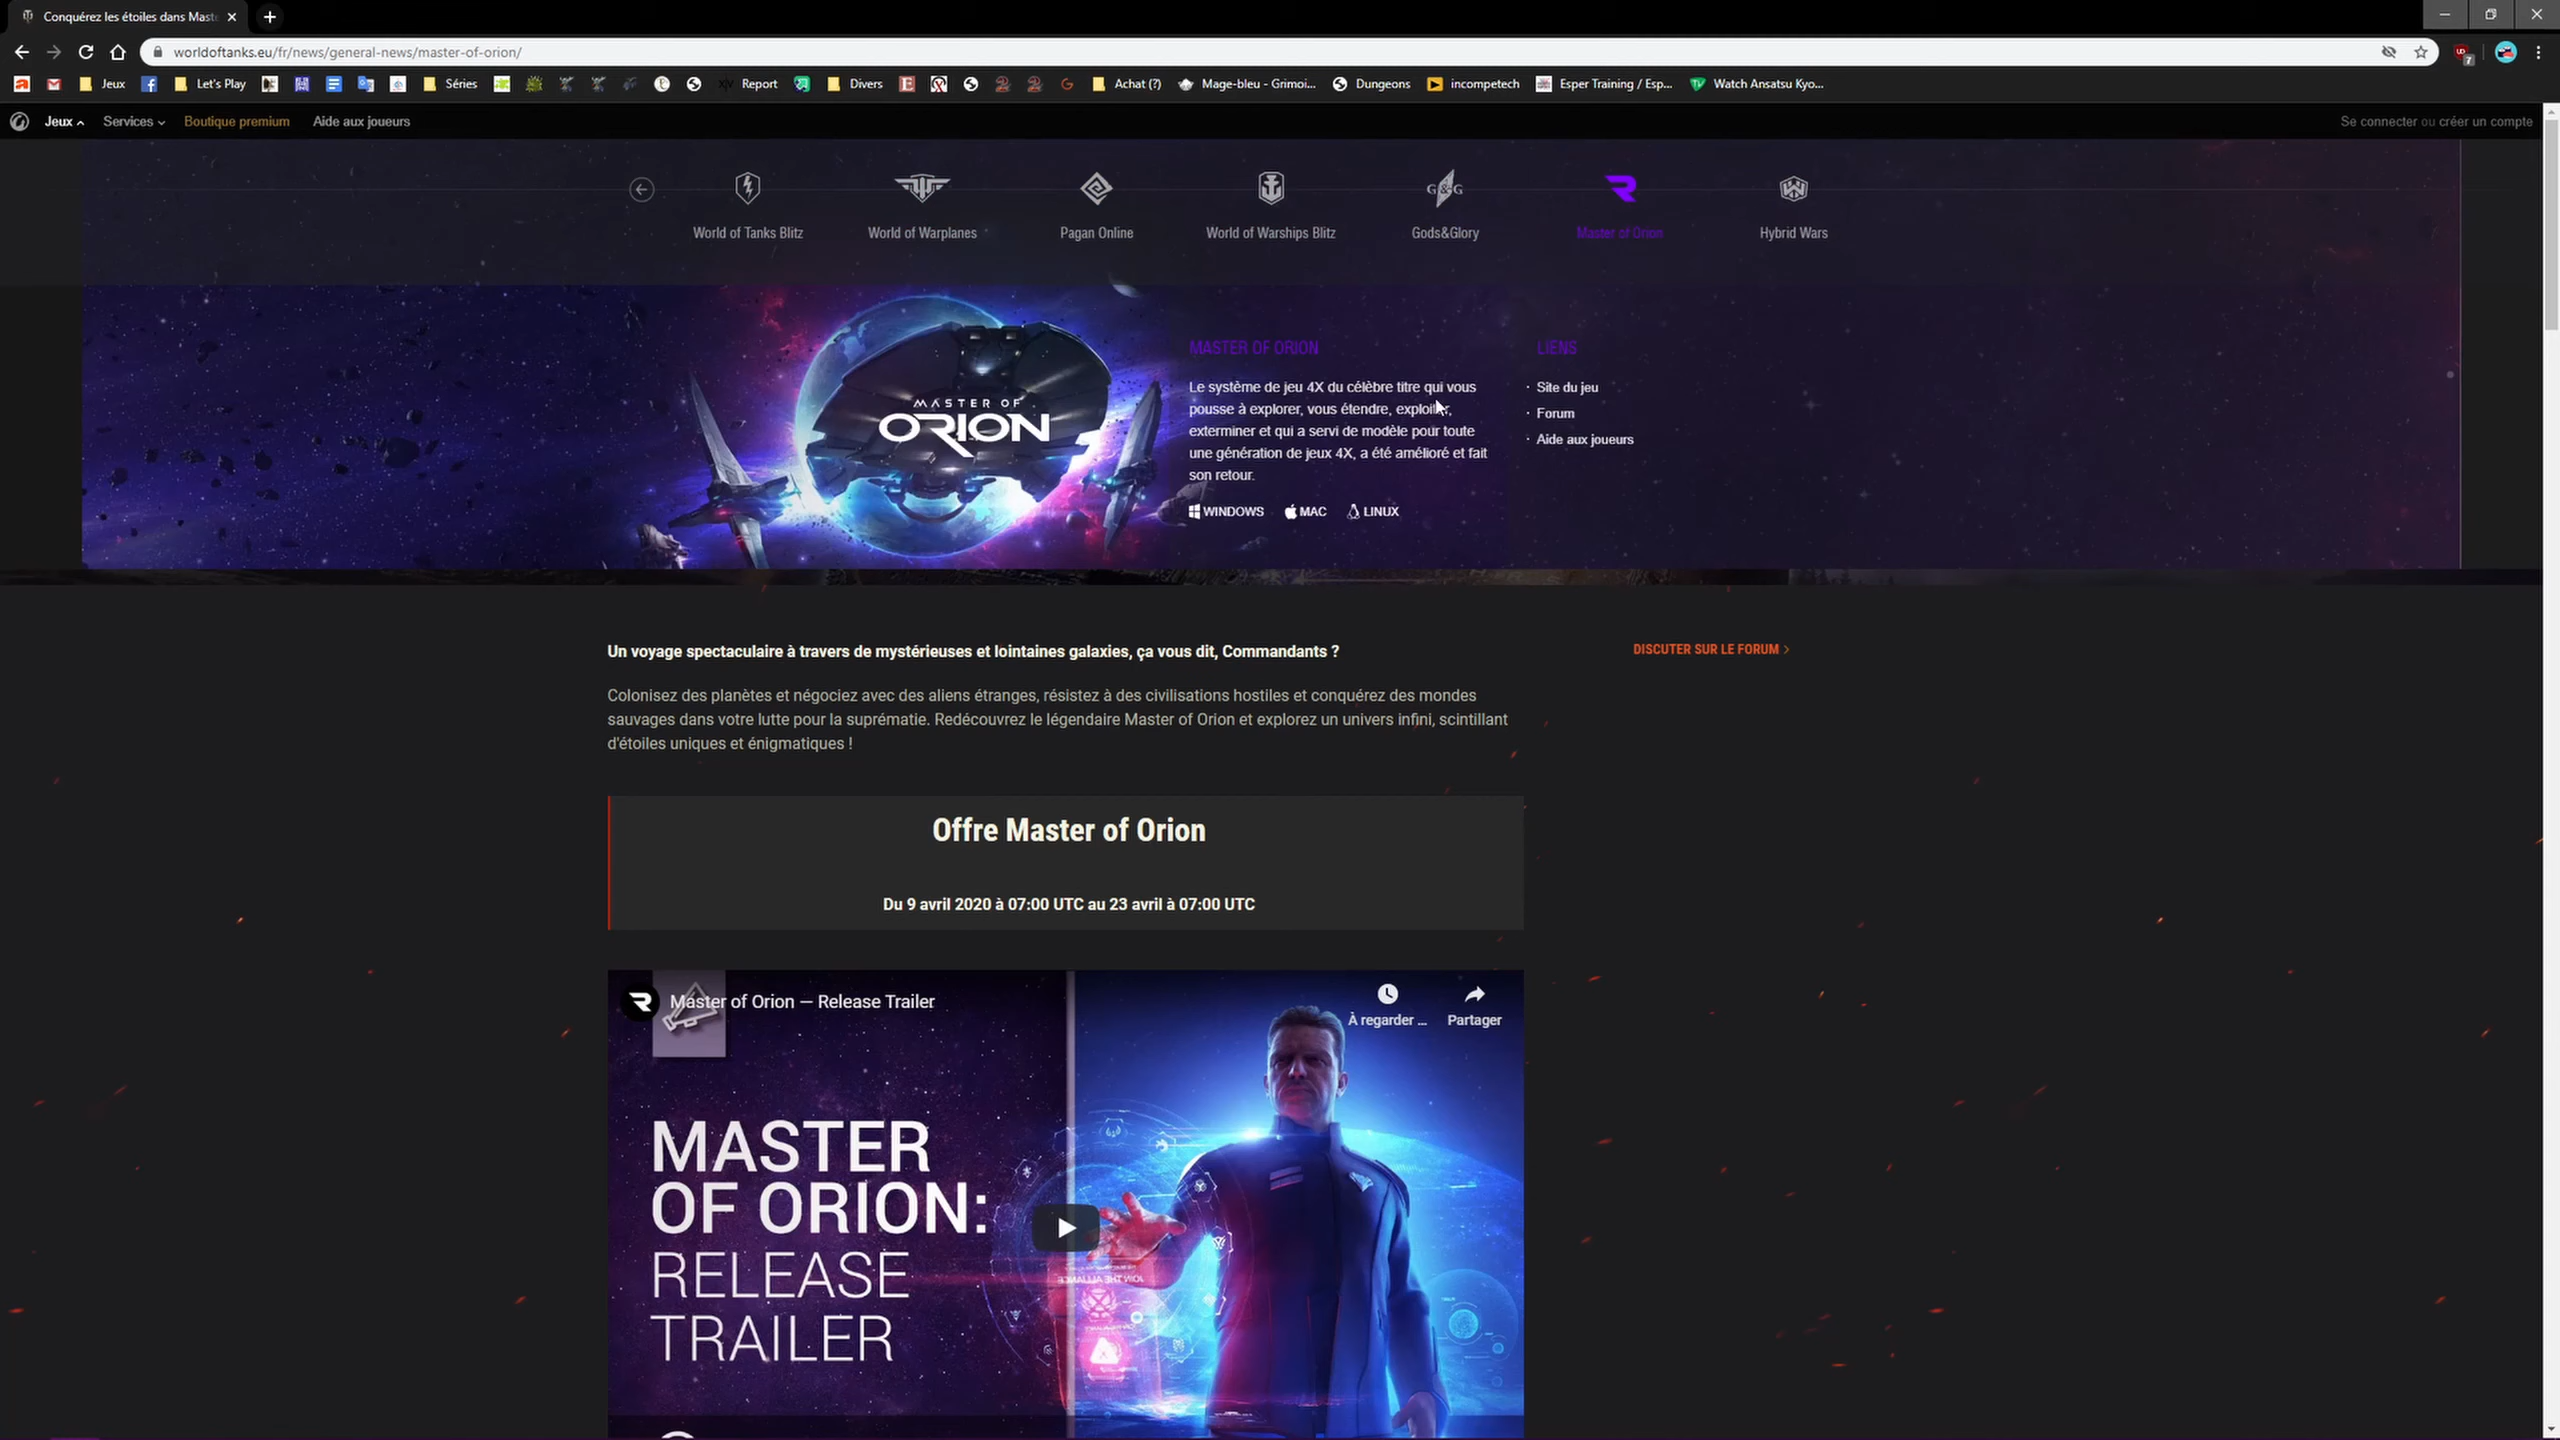 Conquérez les étoiles dans Mast
worldoftanks.eu/fr/news/general-news/master-of-orion/
Jeux
Let's Play
Séries
Report
Divers
Achat (?)
Mage-bleu - Grimoi...
Dungeons
incompetech
Esper Training / Esp...
Watch Ansatsu Kyo...
Jeux
Services
Boutique premium
Aide aux joueurs
Se connecter ou créer un compte
World of Tanks Blitz
World of Warplanes
Pagan Online
World of Warships Blitz
G&G
Gods&Glory
Master of Orion
Hybrid Wars
MASTER OF
ORION
MASTER OF ORION
Le système de jeu 4X du célèbre titre qui vous
pousse à explorer, vous étendre, exploiter,
exterminer et qui a servi de modèle pour toute
une génération de jeux 4X, a été amélioré et fait
son retour.
WINDOWS MAC LINUX
LIENS
· Site du jeu
· Forum
· Aide aux joueurs
Un voyage spectaculaire à travers de mystérieuses et lointaines galaxies, ça vous dit, Commandants ?
DISCUTER SUR LE FORUM
Colonisez des planètes et négociez avec des aliens étranges, résistez à des civilisations hostiles et conquérez des mondes
sauvages dans votre lutte pour la suprématie. Redécouvrez le légendaire Master of Orion et explorez un univers infini, scintillant
d'étoiles uniques et énigmatiques !
Offre Master of Orion
Du 9 avril 2020 à 07:00 UTC au 23 avril à 07:00 UTC
Master of Orion — Release Trailer
À regarder ...
Partager
MASTER
OF ORION:
RELEASE
TRAILER
JOIN THE ALLIANCE